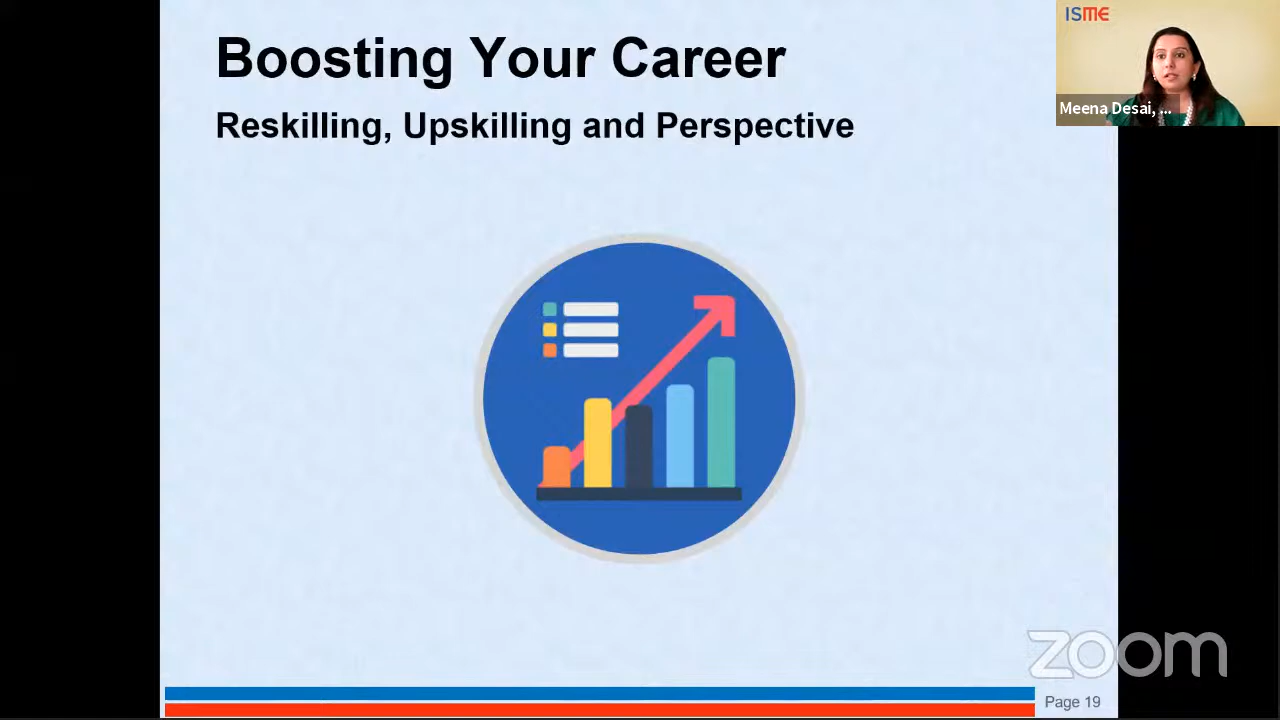 Boosting Your Career
Reskilling, Upskilling and Perspective
ISME
Meena Desai, ...
zoom
Page 19